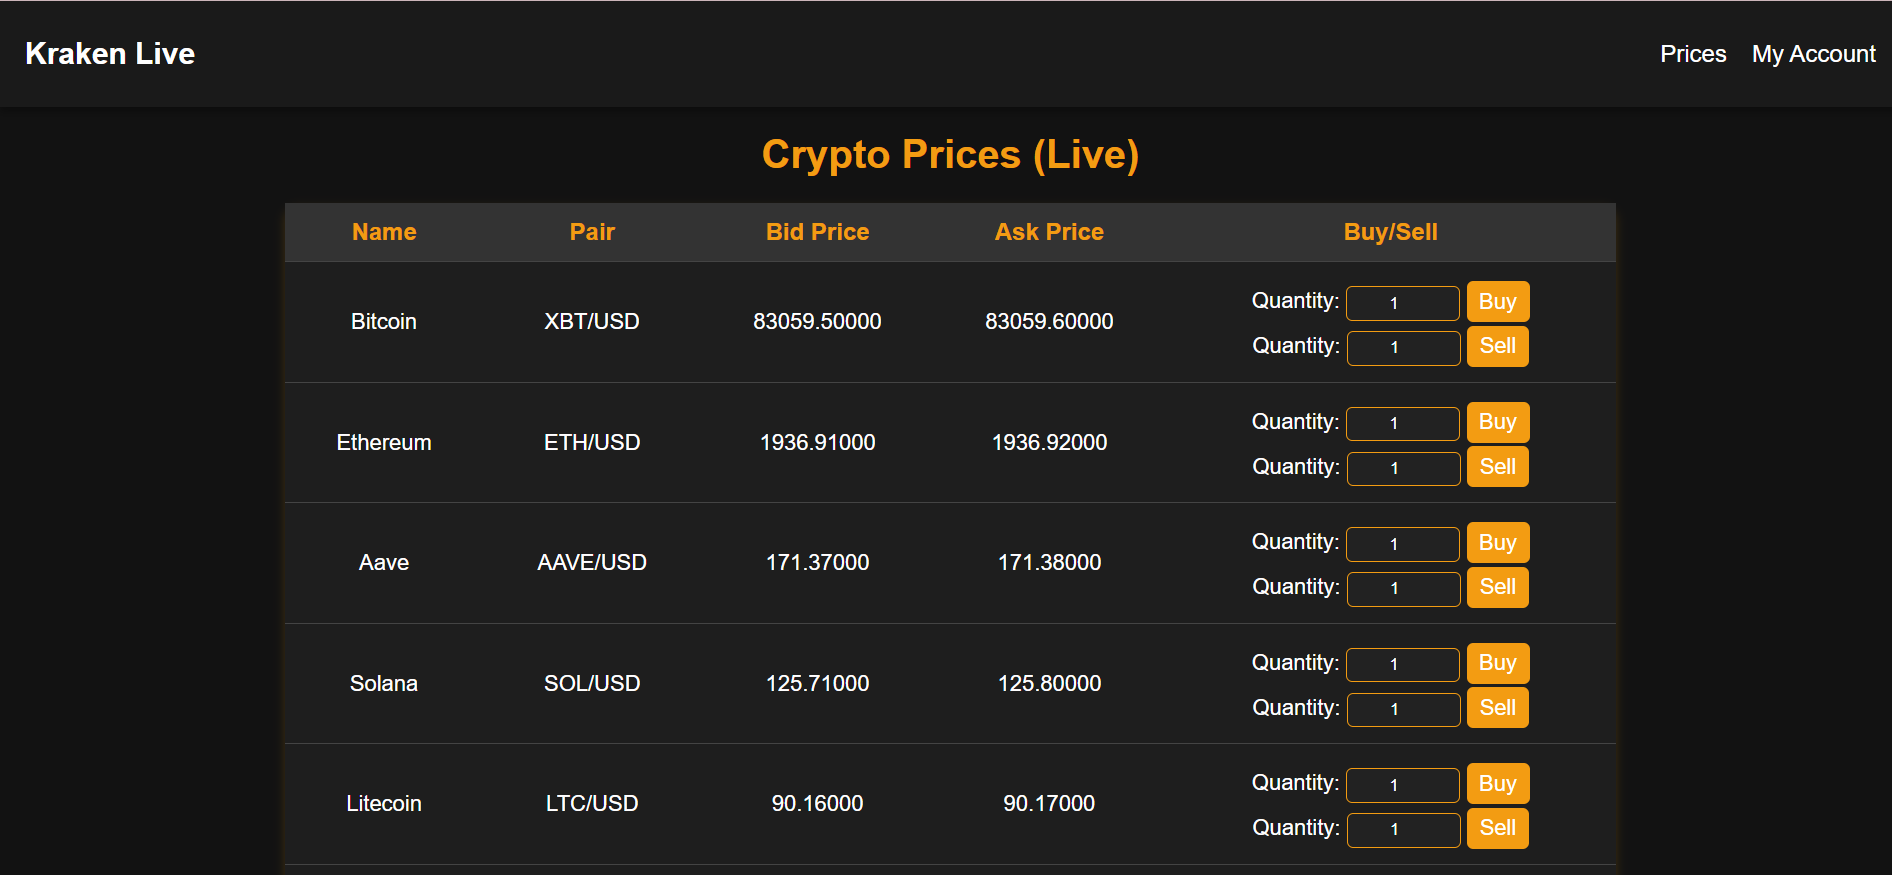 Kraken Live Prices My Account
Crypto Prices (Live)
Name Pair Bid Price Ask Price Buy/Sell
Quantity: 1 Buy
Bitcoin XBT/USD 83059.50000 83059.60000
Quantity: 1 Sell
Quantity: 1 Buy
Ethereum ETH/USD 1936.91000 1936.92000
Quantity: 1 Sell
Quantity: 1 Buy
Aave AAVE/USD 171.37000 171.38000
Quantity: 1 Sell
Quantity: 1 Buy
Solana SOL/USD 125.71000 125.80000
Quantity: 1 Sell
Quantity: 1 Buy
Litecoin LTC/USD 90.16000 90.17000
Quantity: 1 Sell